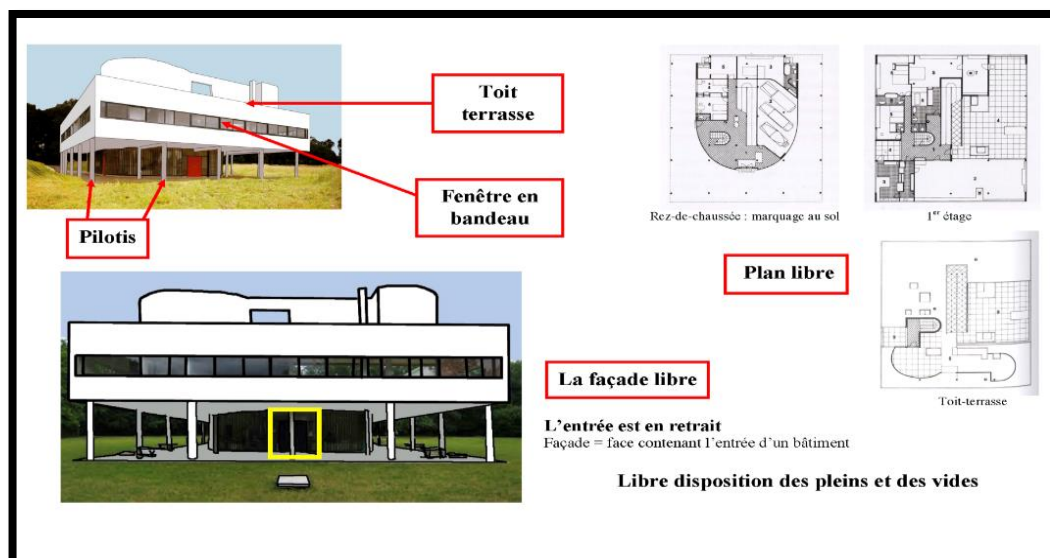 Toit
terrasse
Fenêtre en
bandeau
Pilotis
Rez-de-chaussée : marquage au sol
1er étage
Plan libre
Toit-terrasse
La façade libre
L'entrée est en retrait
Façade = face contenant l'entrée d'un bâtiment
Libre disposition des pleins et des vides